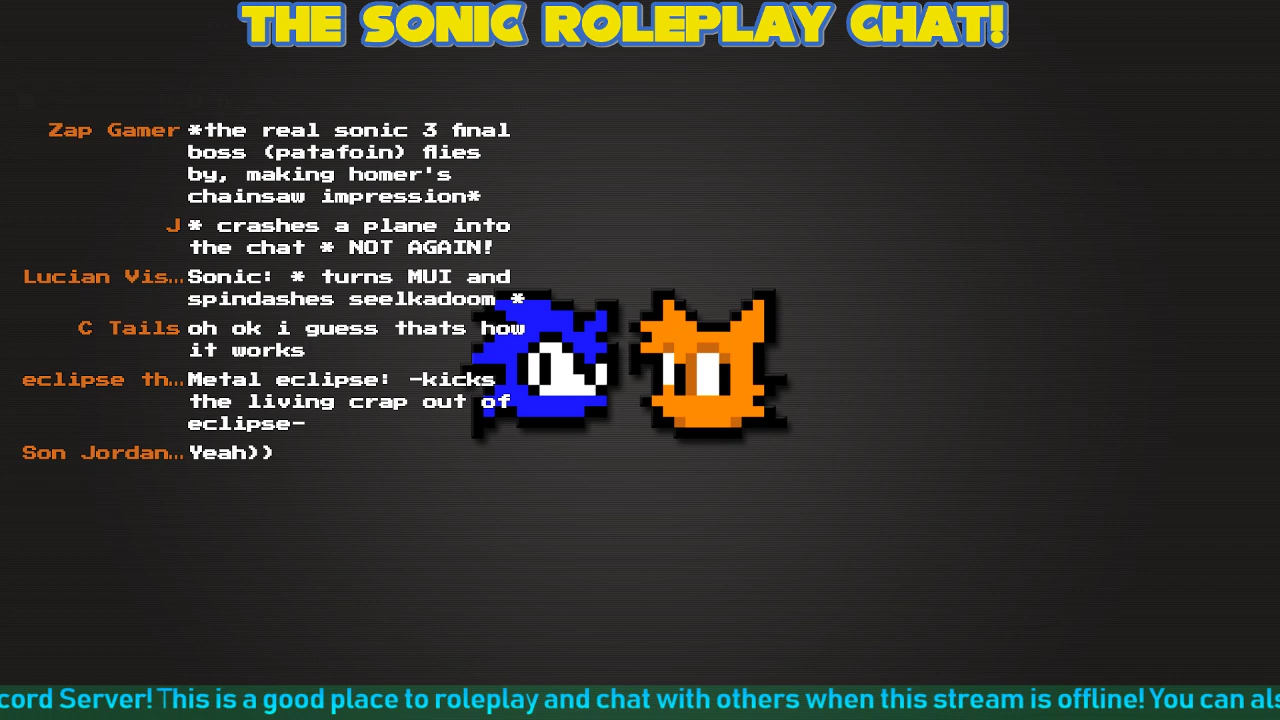 THE SONIC ROLEPLAY CHAT!
Zap Gamer *the real sonic 3 final
boss (patafoin) flies
by, making homer's
chainsaw impression*
J * crashes a plane into
the chat * NOT AGAIN!
Lucian Vis... Sonic: * turns MUI and
spindashes seelkadoom *
C Tails oh ok i guess thats how
it works
eclipse th... Metal eclipse: -kicks
the living crap out of
eclipse-
Son Jordan... Yeah))
cord Server! This is a good place to roleplay and chat with others when this stream is offline! You can als